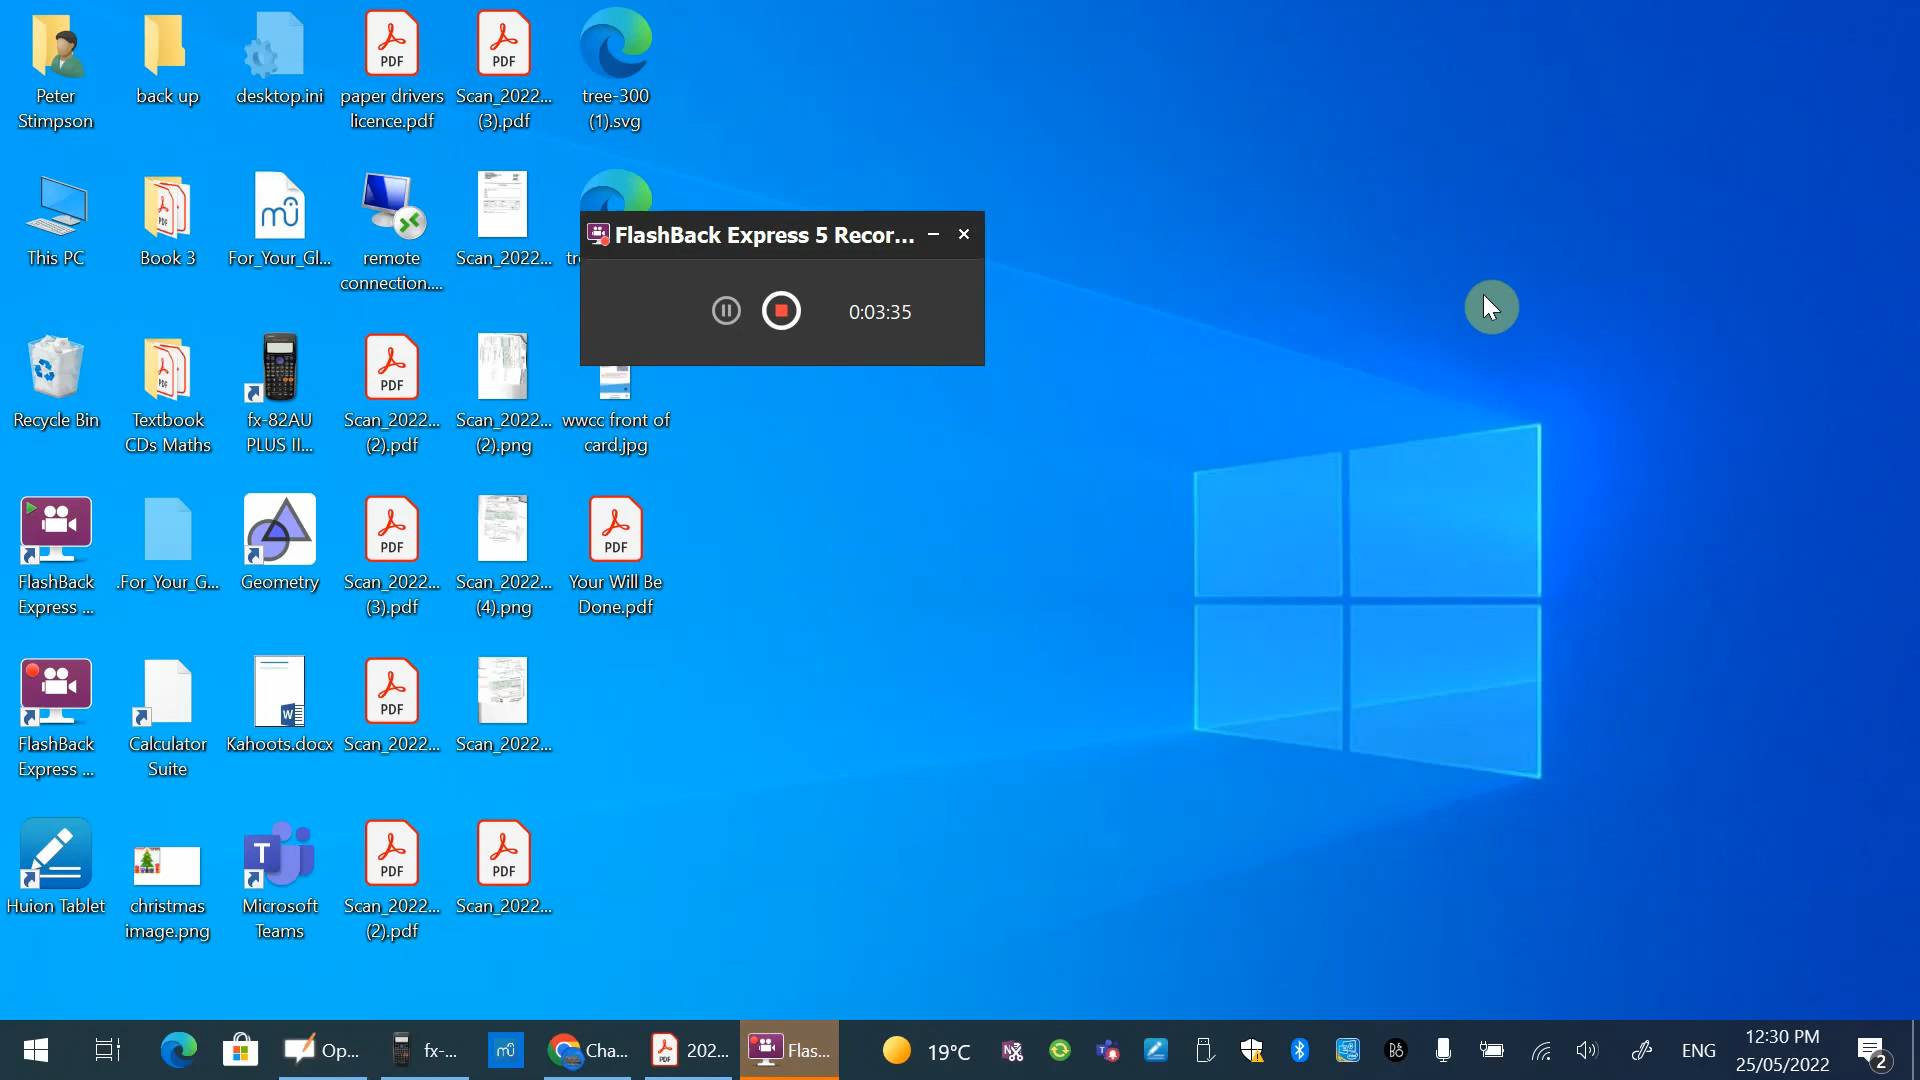 Peter
Stimpson
back up
desktop.ini
paper drivers
licence.pdf
Scan_2022...
(3).pdf
tree-300
(1).svg
This PC
Book 3
For_Your_Gl...
remote
connection....
Scan_2022...
FlashBack Express 5 Recor...
0:03:35
Recycle Bin
Textbook
CDs Maths
fx-82AU
PLUS II...
Scan_2022...
(2).pdf
Scan_2022...
(2).png
wwcc front of
card.jpg
FlashBack
Express ...
.For_Your_G...
Geometry
Scan_2022...
(3).pdf
Scan_2022...
(4).png
Your Will Be
Done.pdf
FlashBack
Express ...
Calculator
Suite
Kahoots.docx
Scan_2022...
Scan_2022...
Huion Tablet
christmas
image.png
Microsoft
Teams
Scan_2022...
(2).pdf
Scan_2022...
PDF
PDF
PDF
PDF
PDF
PDF
PDF
PDF
Op...
fx-...
Cha...
202...
Flas...
19°C
ENG
12:30 PM
25/05/2022
2